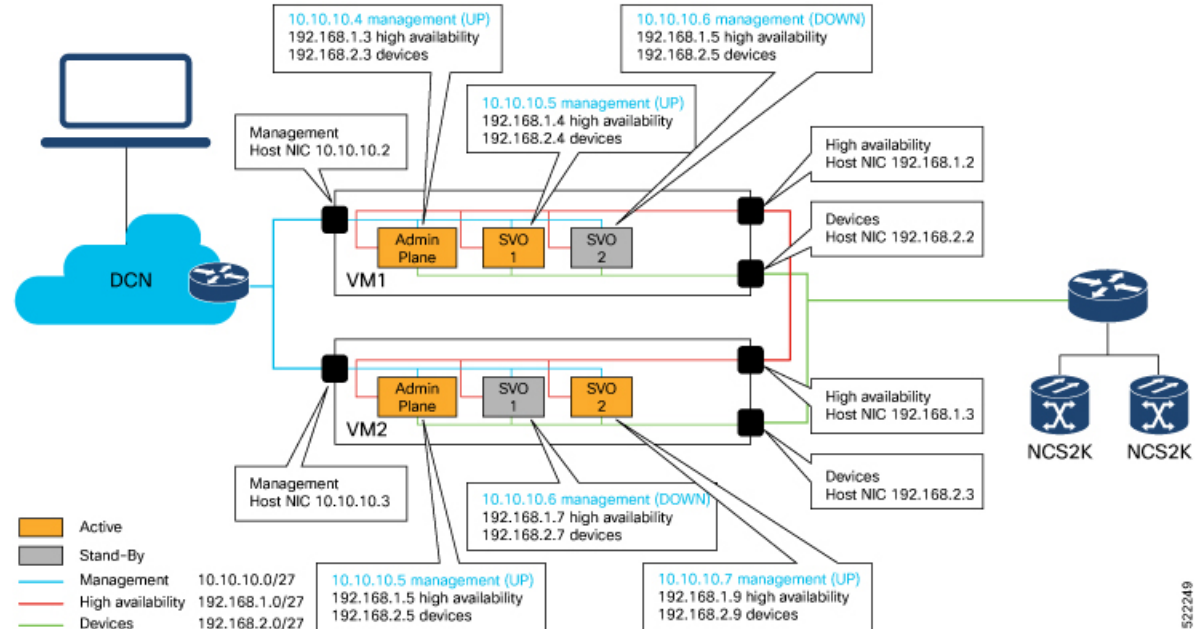 10.10.10.4 management (UP)
192.168.1.3 high availability
192.168.2.3 devices
10.10.10.6 management (DOWN)
192.168.1.5 high availability
192.168.2.5 devices
10.10.10.5 management (UP)
192.168.1.4 high availability
192.168.2.4 devices
Management
Host NIC 10.10.10.2
High availability
Host NIC 192.168.1.2
Devices
Host NIC 192.168.2.2
DCN
Admin
Plane
SVO
1
SVO
2
VM1
Admin
Plane
SVO
1
SVO
2
VM2
High availability
Host NIC 192.168.1.3
Devices
Host NIC 192.168.2.3
NCS2K
NCS2K
Management
Host NIC 10.10.10.3
10.10.10.6 management (DOWN)
192.168.1.7 high availability
192.168.2.7 devices
10.10.10.5 management (UP)
192.168.1.5 high availability
192.168.2.5 devices
10.10.10.7 management (UP)
192.168.1.9 high availability
192.168.2.9 devices
Active
Stand-By
Management 10.10.10.0/27
High availability 192.168.1.0/27
Devices 192.168.2.0/27
522249